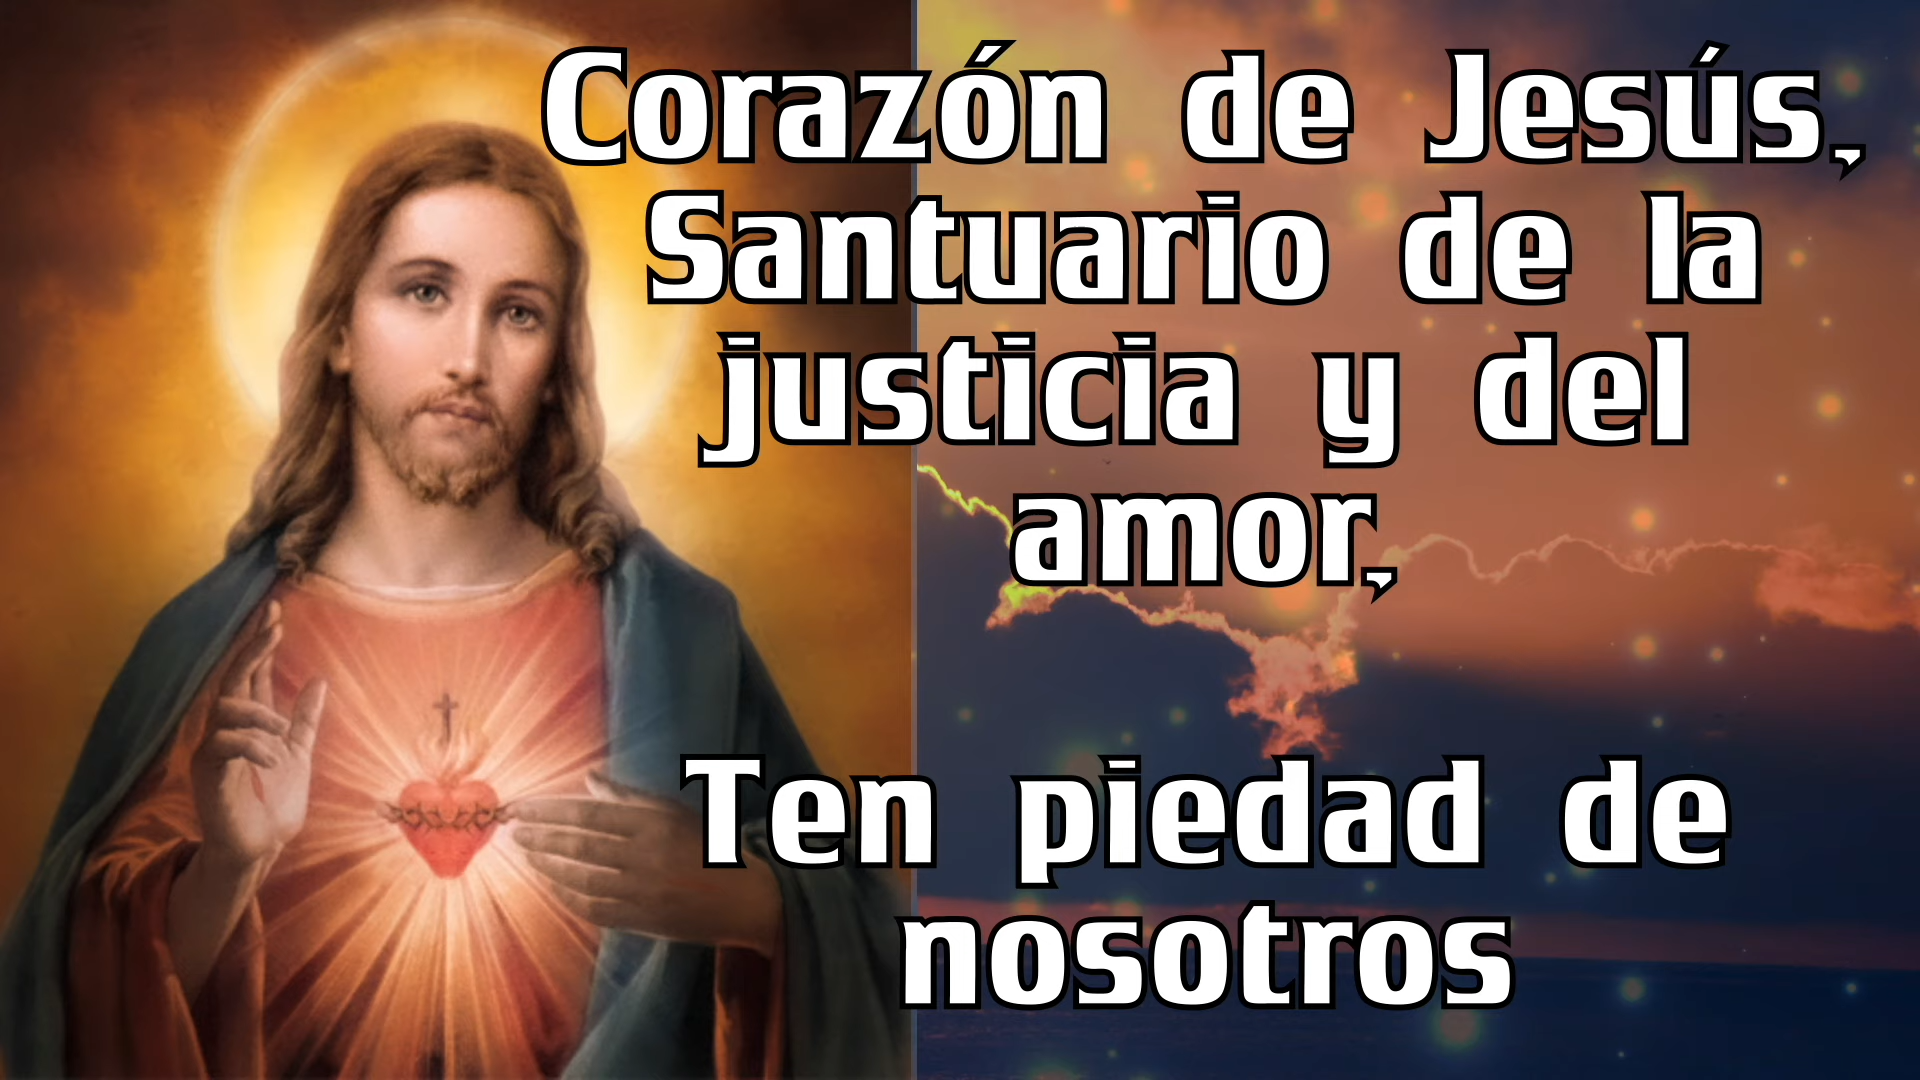 Corazón de Jesús,
Santuario de la
justicia y del
amor,
Ten piedad de
nosotros